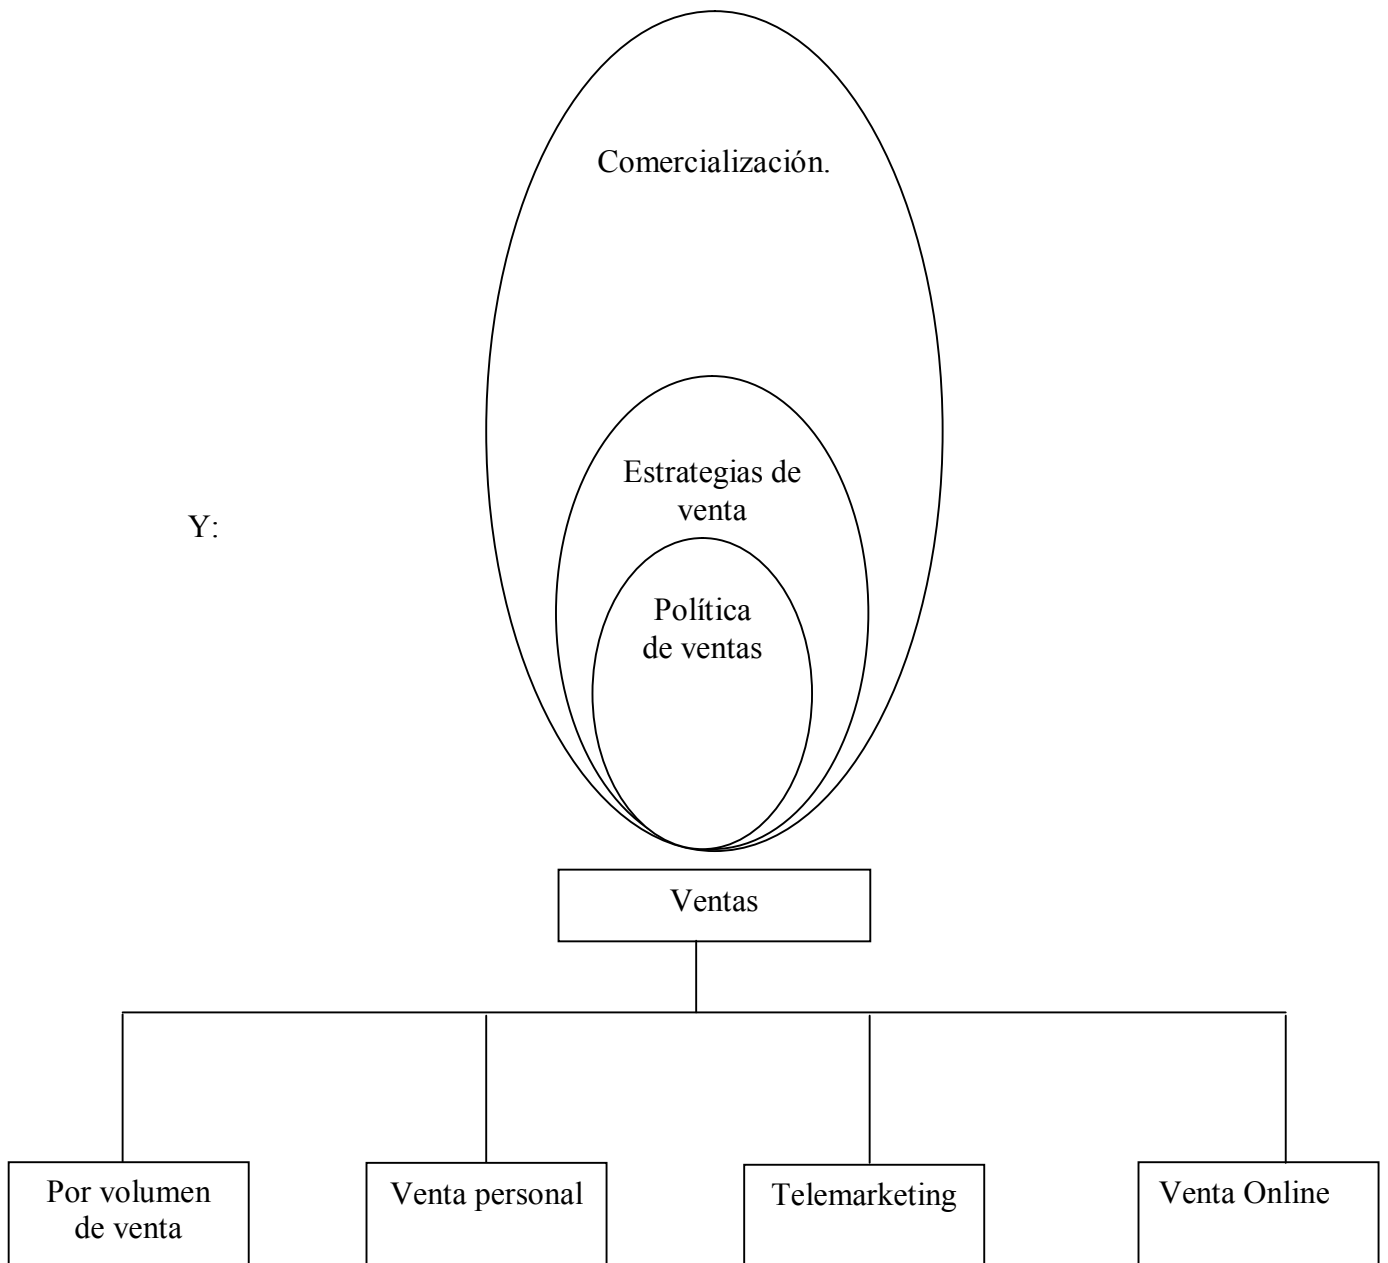 Comercialización.
Estrategias de
venta
Y:
Política
de ventas
Ventas
Por volumen
de venta
Venta personal
Telemarketing
Venta Online